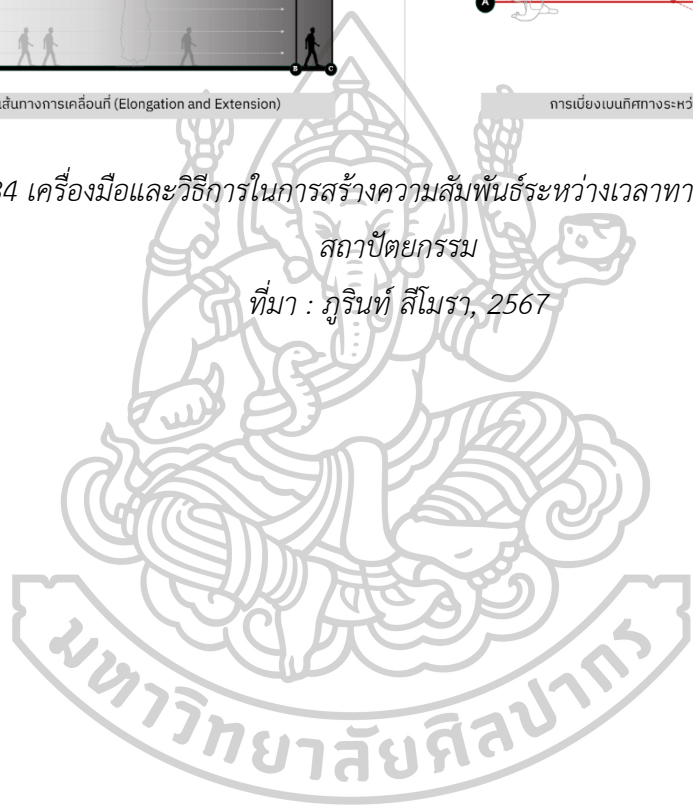 B C
A
เส้นทางการเคลื่อนที่ (Elongation and Extension)
การเบี่ยงเบนทิศทางระหว่
34 เครื่องมือและวิธีการในการสร้างความสัมพันธ์ระหว่างเวลาทา
สถาปัตยกรรม
ที่มา : ภูรินท์ สีโมรา, 2567
มหาวิทยาลัยศิลปากร